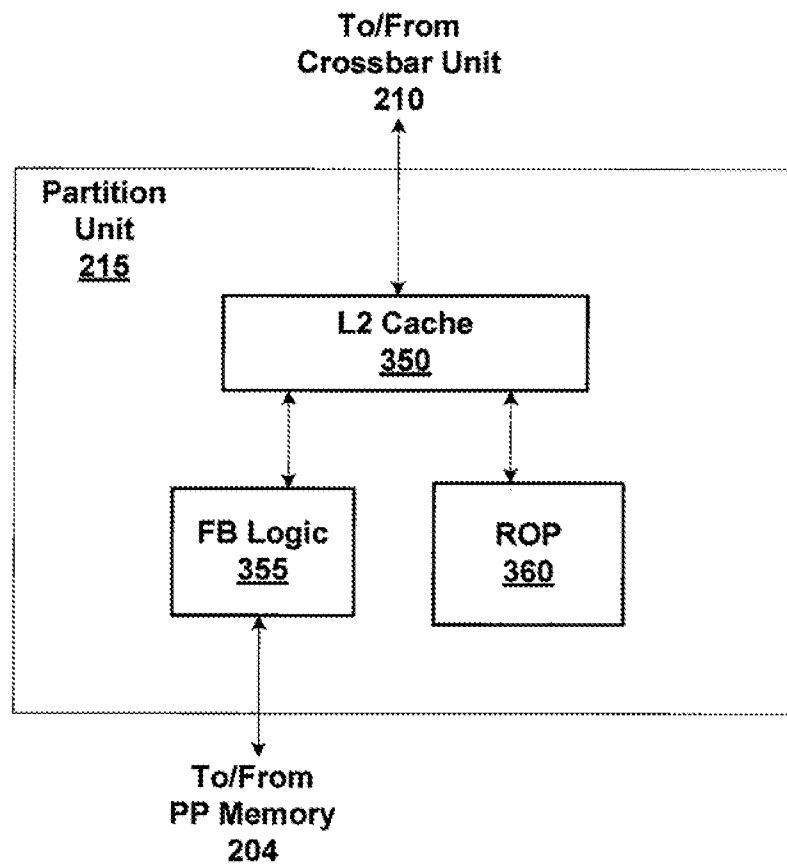 To/From
Crossbar Unit
210
Partition
Unit
215
L2 Cache
350
FB Logic
355
ROP
360
To/From
PP Memory
204